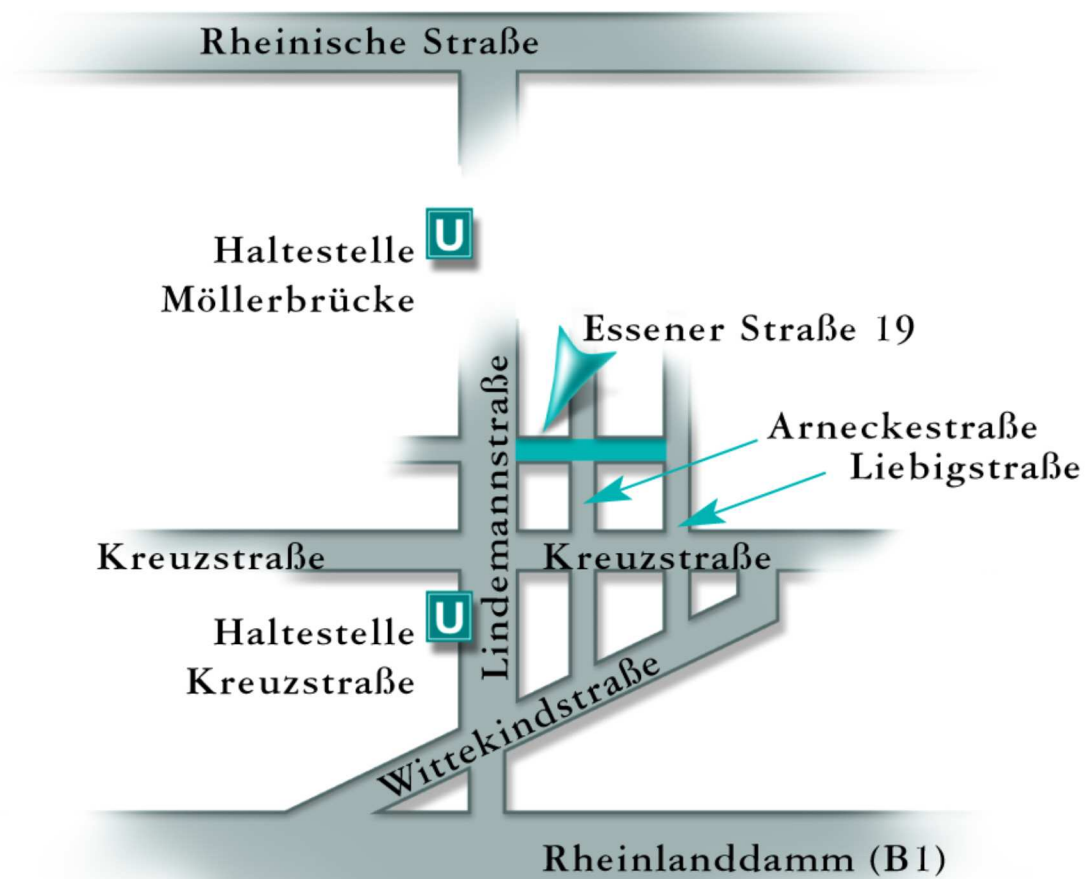 Rheinische Straße
U
Haltestelle
Möllerbrücke
Essener Straße 19
Lindemannstraße
Arneckestraße
Liebigstraße
Kreuzstraße
Kreuzstraße
U
Haltestelle
Kreuzstraße
Wittekindstraße
Rheinlanddamm (B1)